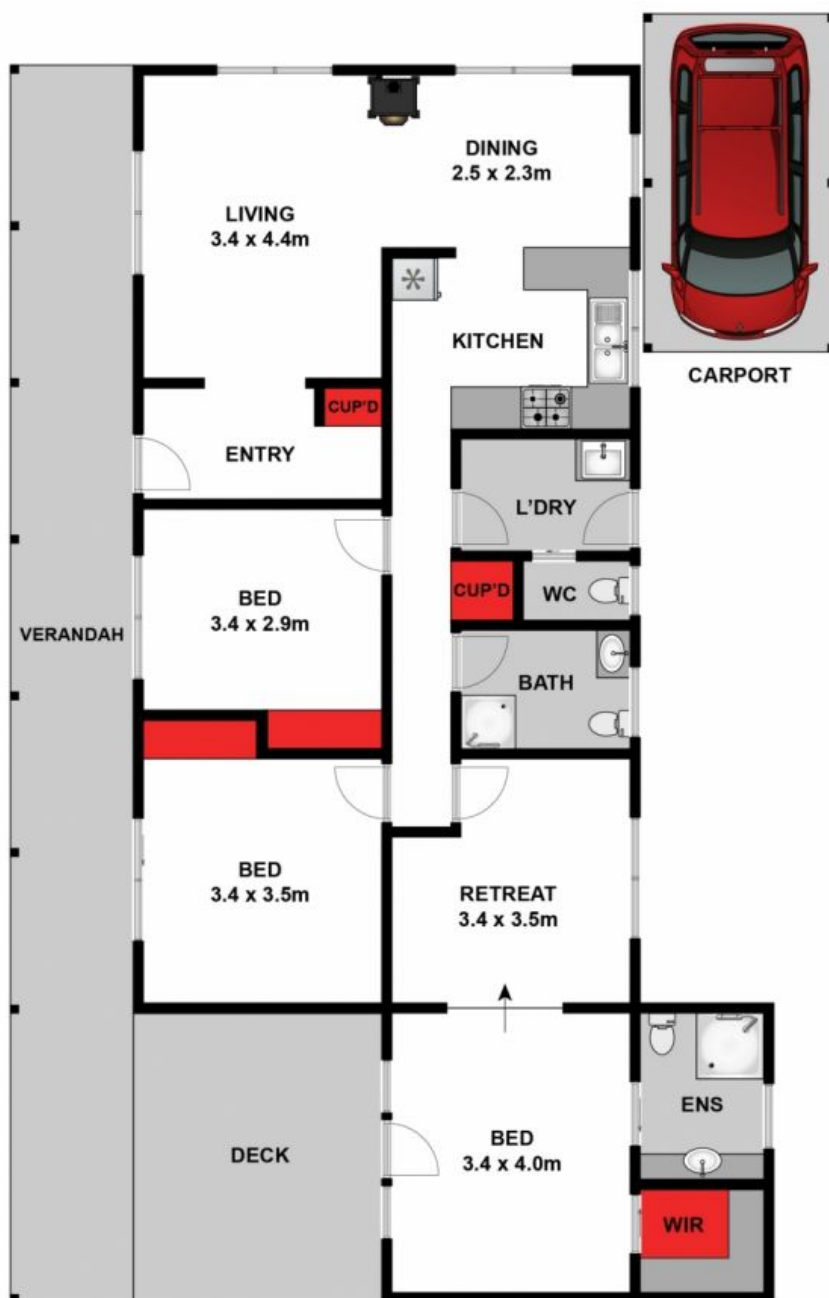 DINING
2.5 x 2.3m
LIVING
3.4 x 4.4m
KITCHEN
CARPORT
CUP'D
ENTRY
L'DRY
CUP'D
WC
BED
3.4 x 2.9m
VERANDAH
BATH
BED
3.4 x 3.5m
RETREAT
3.4 x 3.5m
ENS
DECK
BED
3.4 x 4.0m
WIR